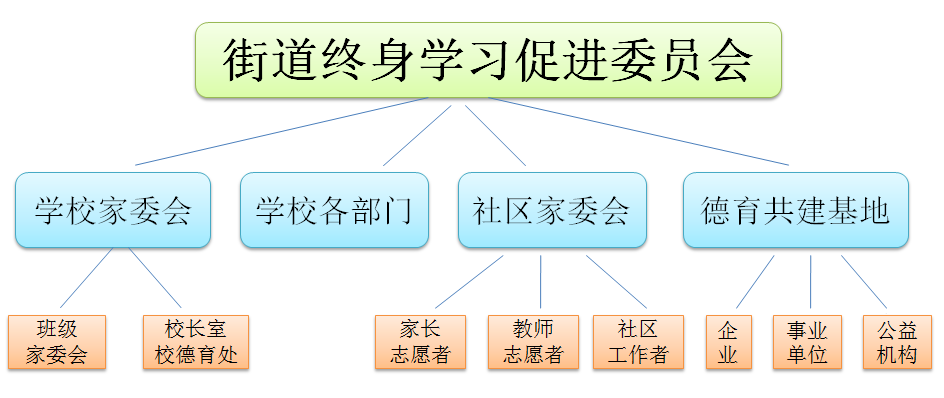 街道终身学习促进委员会
学校家委会
学校各部门
社区家委会
德育共建基地
班级
家委会
校长室
校德育处
家长
志愿者
教师
志愿者
社区
工作者
企
业
事业
单位
公益
机构